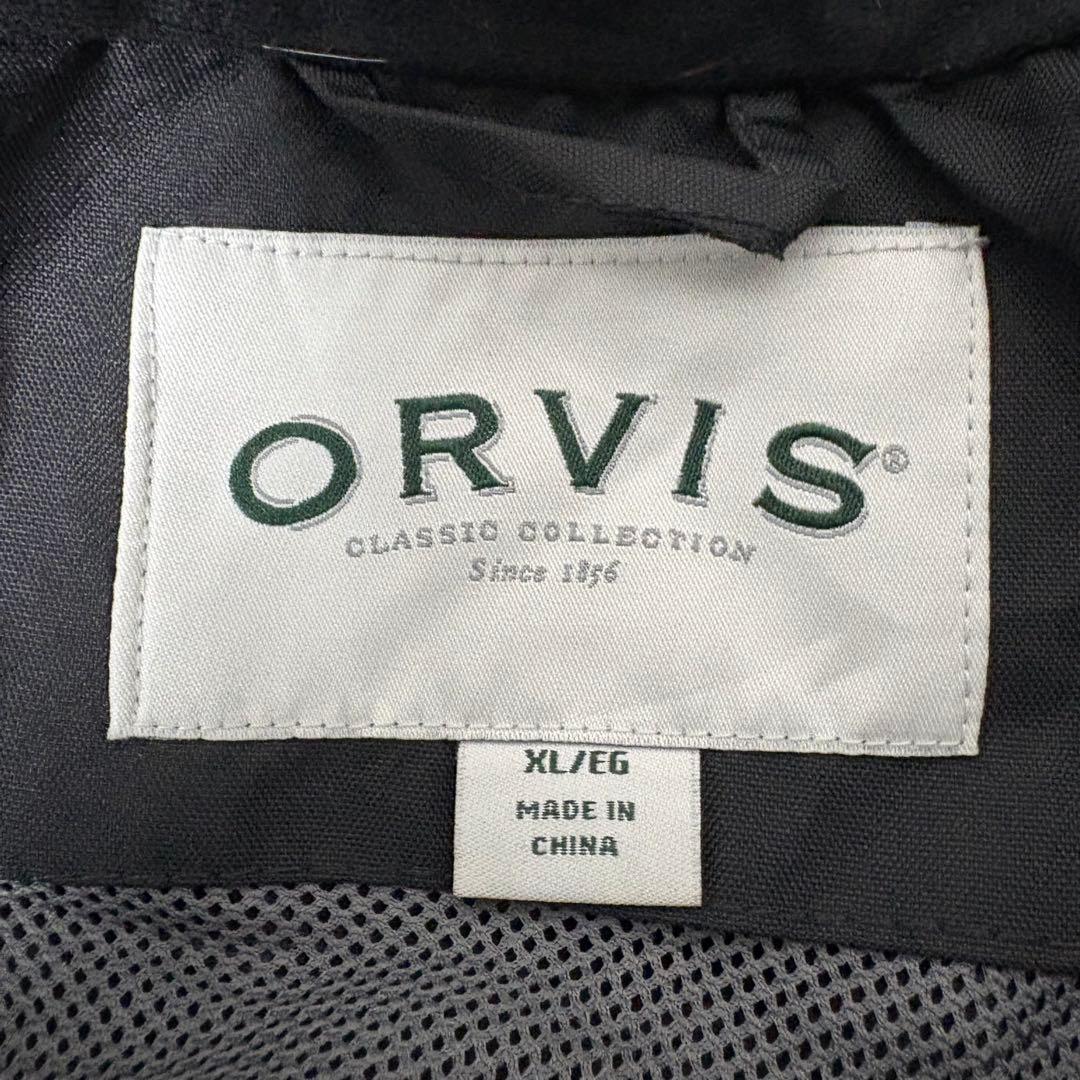 ORVIS®
CLASSIC COLLECTION
Since 1856
XL/EG
MADE IN
CHINA